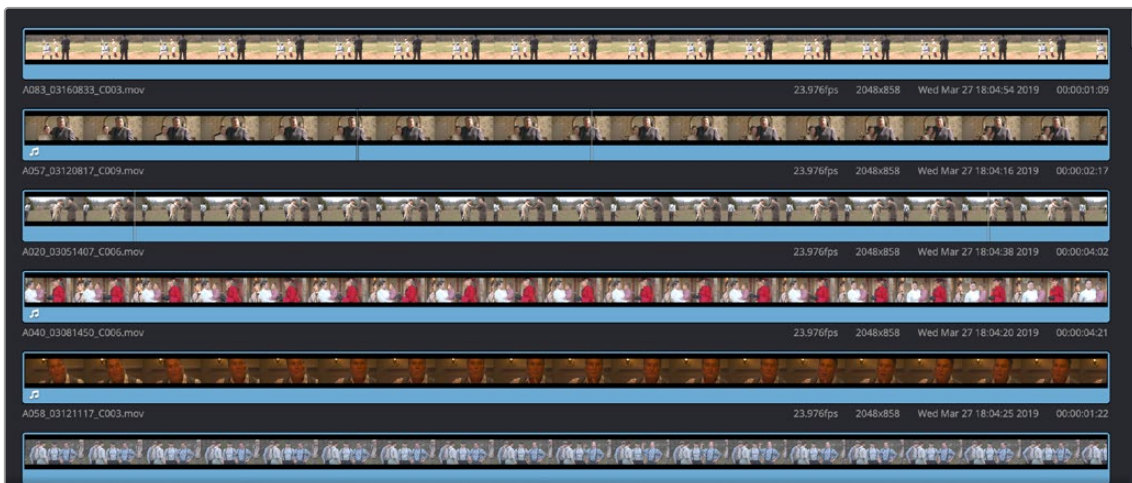 A083_03160833_C003.mov 23.976fps 2048x858 Wed Mar 27 18:04:54 2019 00:00:01:09
A057_03120817_C009.mov 23.976fps 2048x858 Wed Mar 27 18:04:16 2019 00:00:02:17
A020_03051407_C006.mov 23.976fps 2048x858 Wed Mar 27 18:04:38 2019 00:00:04:02
A040_03081450_C006.mov 23.976fps 2048x858 Wed Mar 27 18:04:20 2019 00:00:04:21
A058_03121117_C003.mov 23.976fps 2048x858 Wed Mar 27 18:04:25 2019 00:00:01:22